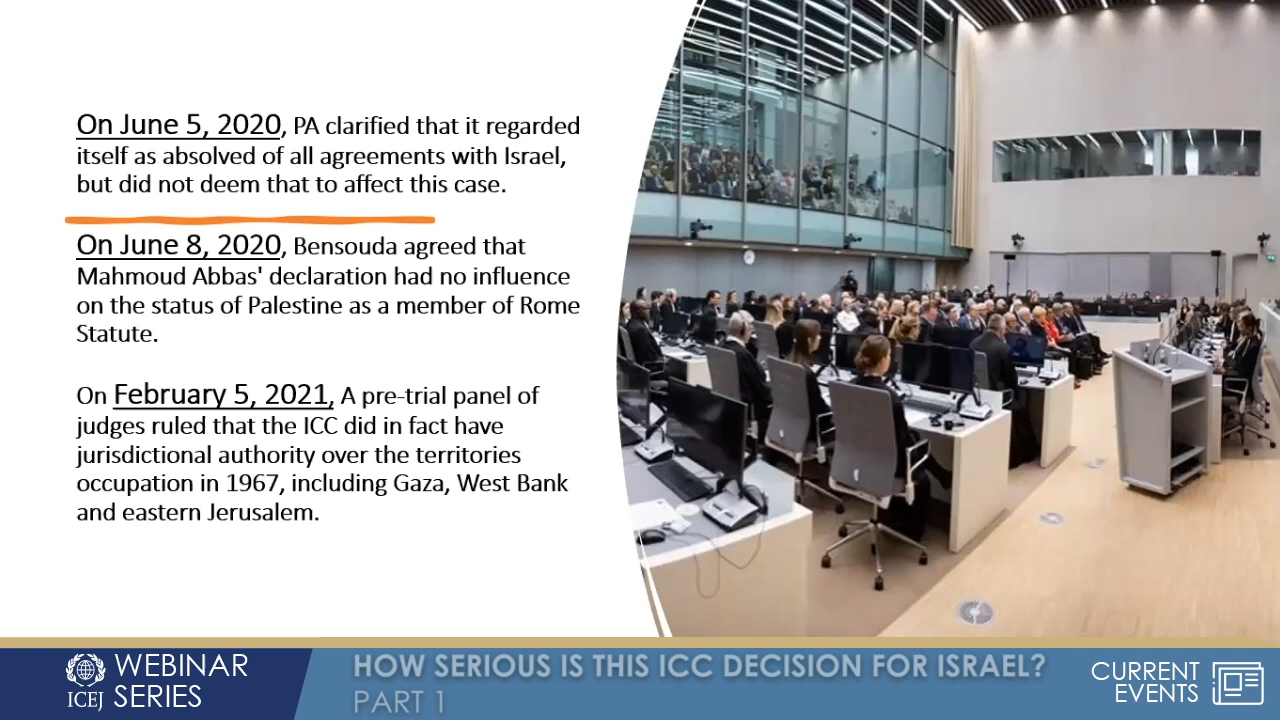 On June 5, 2020, PA clarified that it regarded
itself as absolved of all agreements with Israel,
but did not deem that to affect this case.
On June 8, 2020, Bensouda agreed that
Mahmoud Abbas' declaration had no influence
on the status of Palestine as a member of Rome
Statute.
On February 5, 2021, A pre-trial panel of
judges ruled that the ICC did in fact have
jurisdictional authority over the territories
occupation in 1967, including Gaza, West Bank
and eastern Jerusalem.
ICEJ
WEBINAR
SERIES
HOW SERIOUS IS THIS ICC DECISION FOR ISRAEL?
PART 1
CURRENT
EVENTS